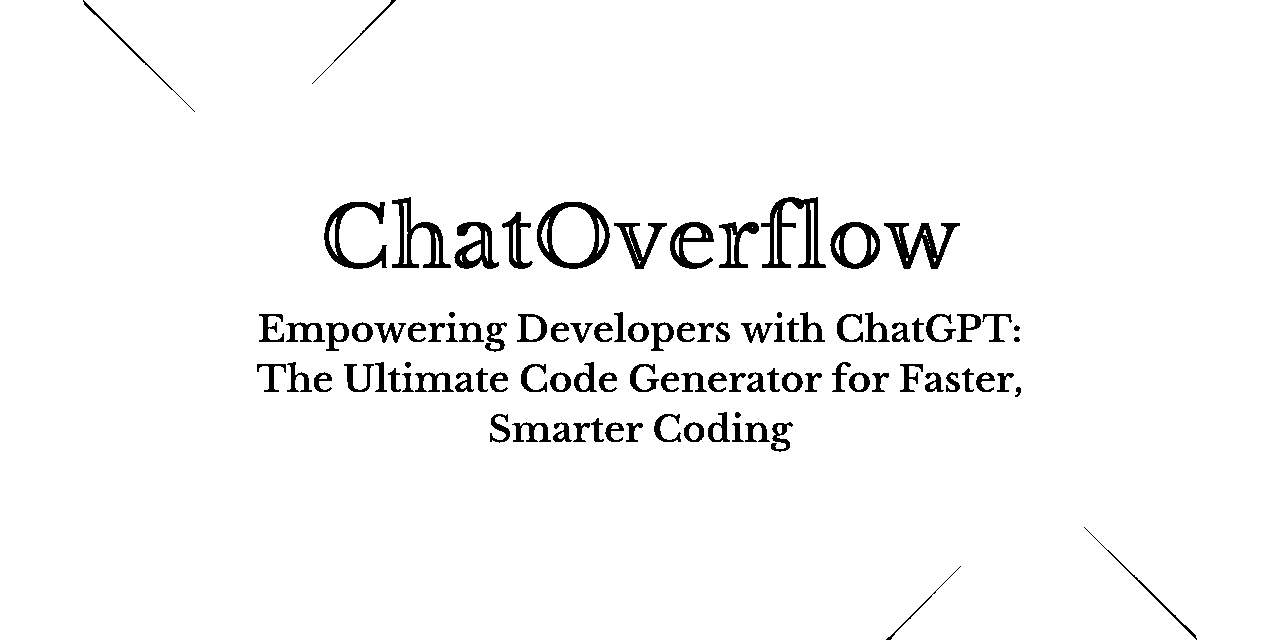 ChatOverflow
Empowering Developers with ChatGPT:
The Ultimate Code Generator for Faster,
Smarter Coding